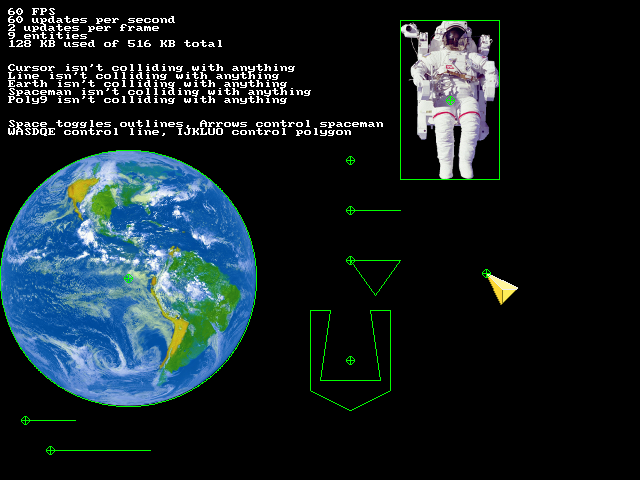 60 FPS
60 updates per second
2 updates per frame
9 entities
128 KB used of 516 KB total
Cursor isn't colliding with anything
Line isn't colliding with anything
Earth isn't colliding with anything
Spaceman isn't colliding with anything
Poly9 isn't colliding with anything
Space toggles outlines, Arrows control spaceman
WASDQE control line, IJKLUO control polygon